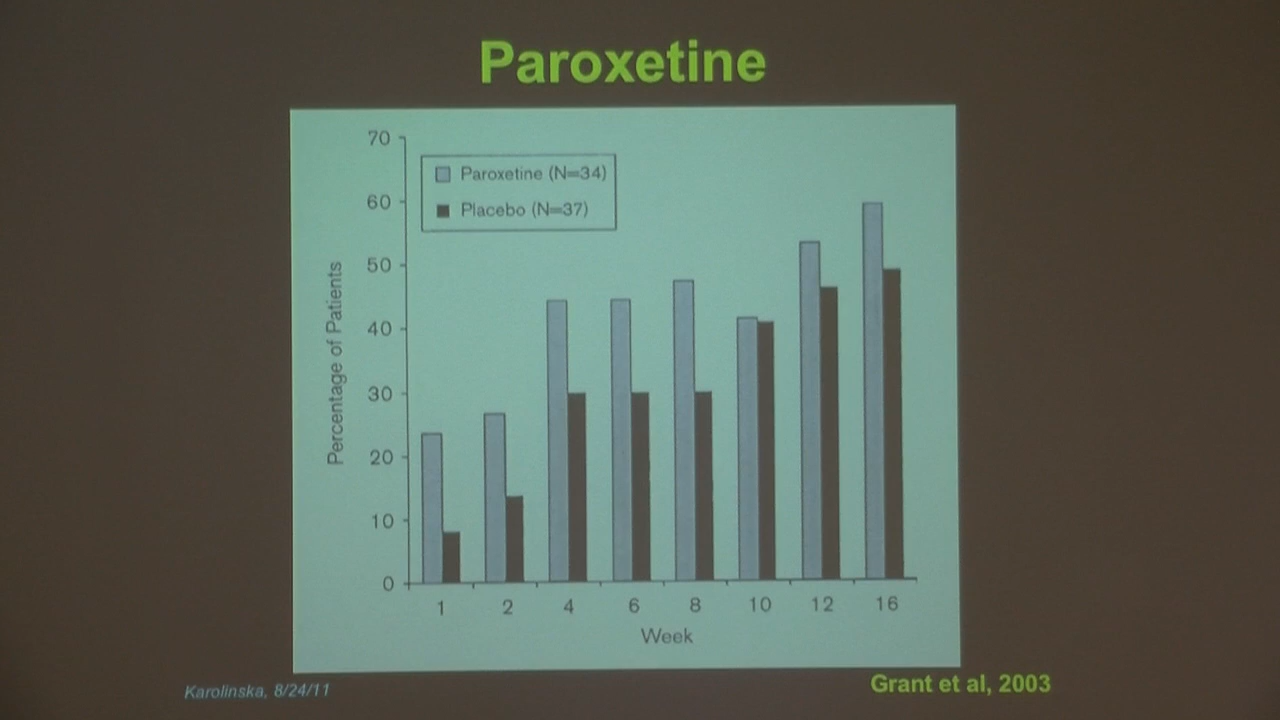 Paroxetine
70
60
50
40
30
20
10
0
Percentage of Patients
Paroxetine (N=34)
Placebo (N=37)
1 2 4 6 8 10 12 16
Week
Karolinska, 8/24/11
Grant et al, 2003